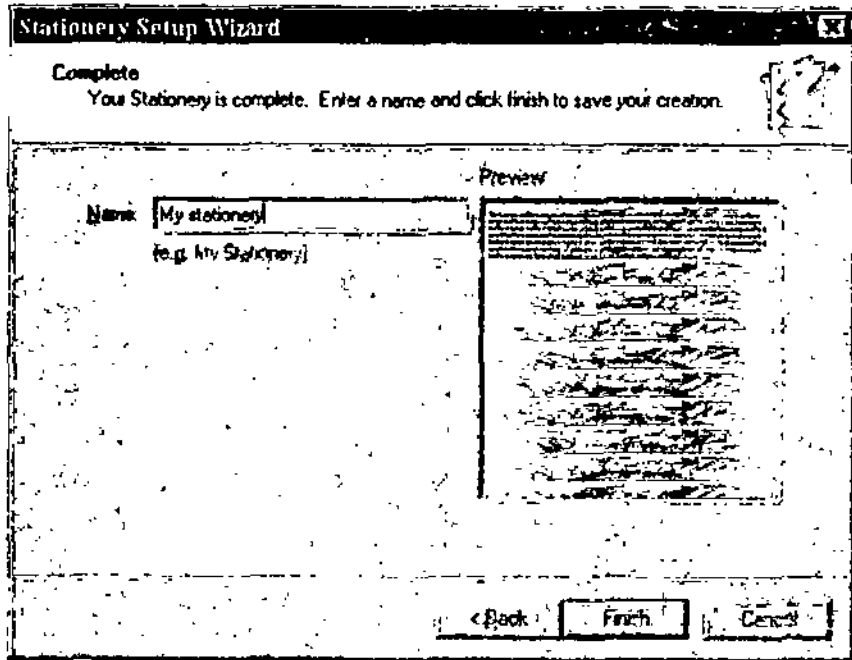 Stationery Setup Wizard
Complete
Your Stationery is complete. Enter a name and click finish to save your creation.
Preview
Name: My stationery
(e.g. My Stationery)
< Back Finish Cancel